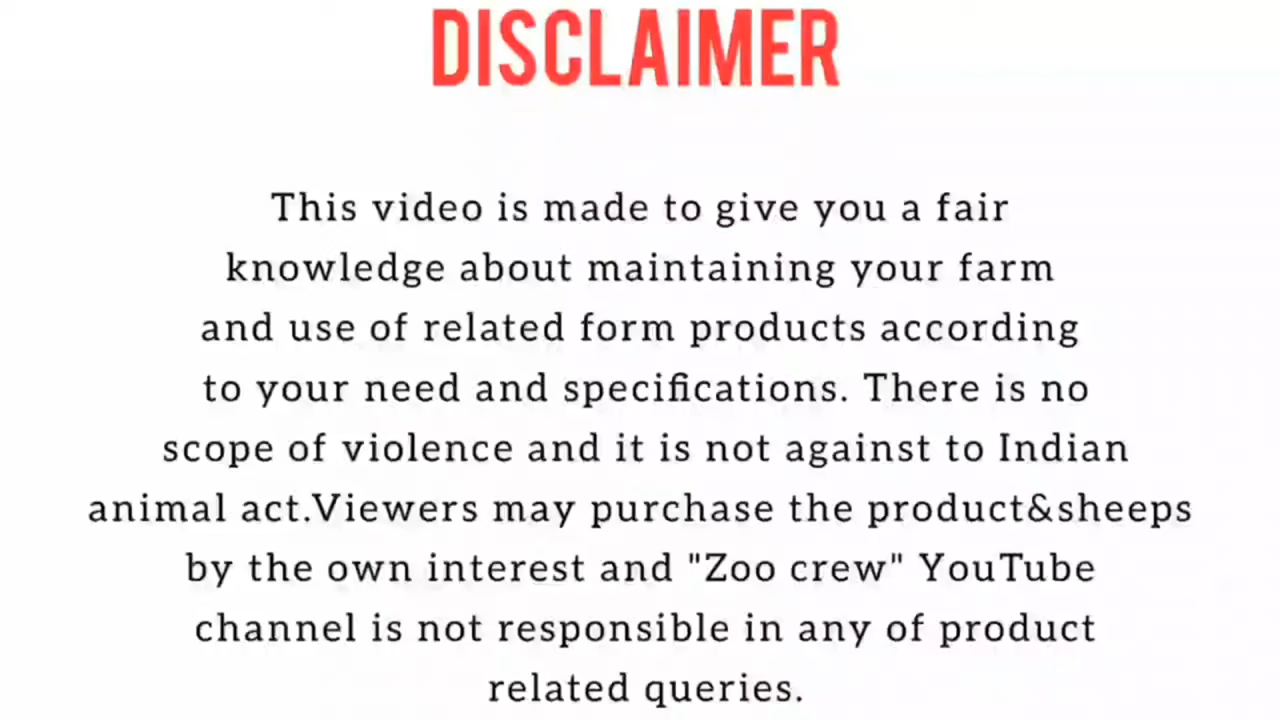 DISCLAIMER
This video is made to give you a fair
knowledge about maintaining your farm
and use of related form products according
to your need and specifications. There is no
scope of violence and it is not against to Indian
animal act.Viewers may purchase the product&sheeps
by the own interest and "Zoo crew" YouTube
channel is not responsible in any of product
related queries.